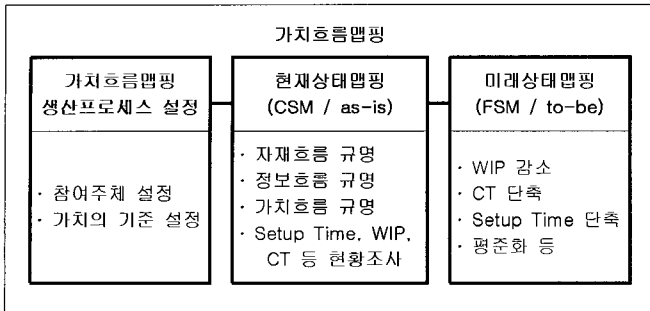 가치흐름맵핑
가치흐름맵핑
생산프로세스 설정
· 참여주체 설정
· 가치의 기준 설정
현재상태맵핑
(CSM / as-is)
· 자재흐름 규명
· 정보흐름 규명
· 가치흐름 규명
· Setup Time, WIP,
CT 등 현황조사
미래상태맵핑
(FSM / to-be)
· WIP 감소
· CT 단축
· Setup Time 단축
· 평준화 등